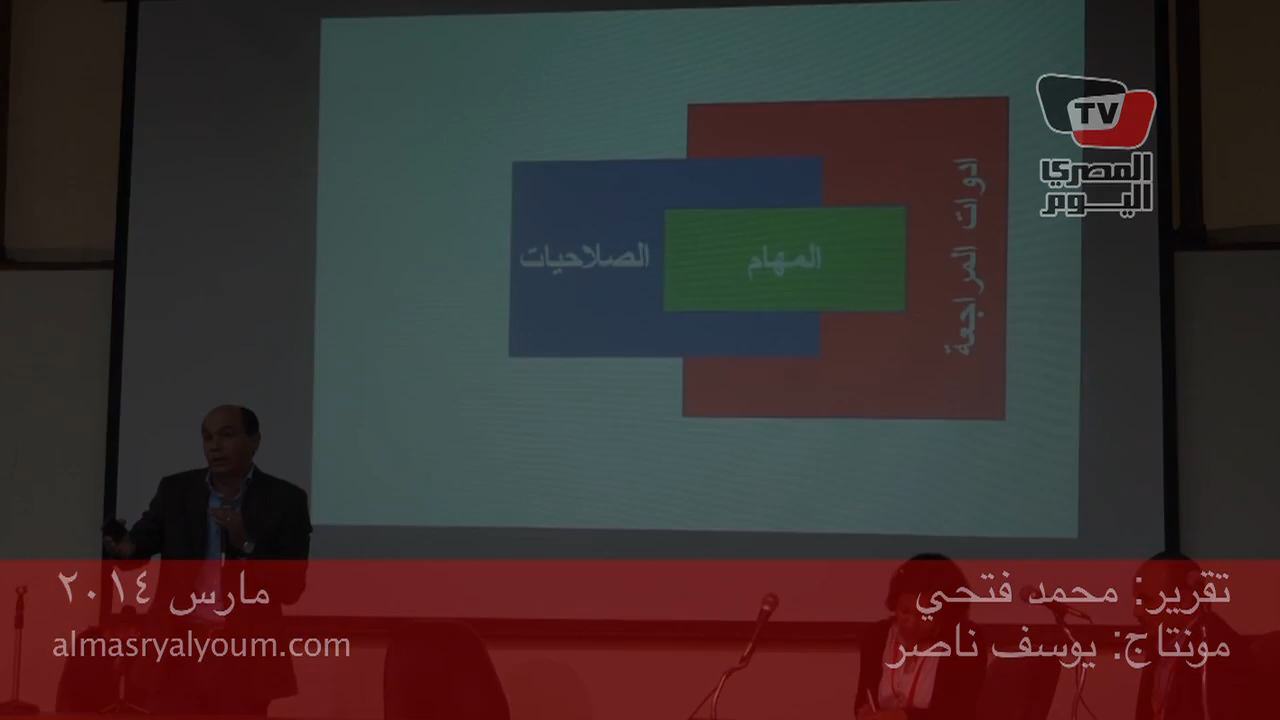 TV
المصري
اليوم
ادوات المراجعة
المهام
الصلاحيات
تقرير: محمد فتحي
مارس ٢٠١٤
مونتاج: يوسف ناصر
almasryalyoum.com